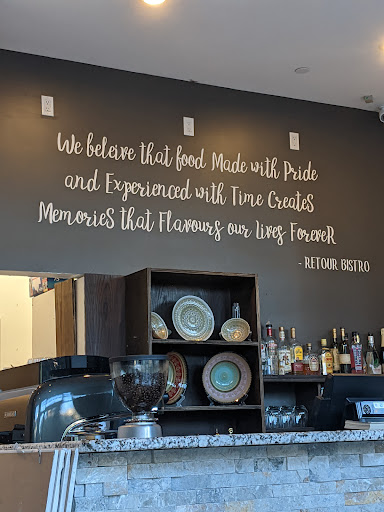 We beleive that food Made with Pride
and Experienced with Time CreateS
MemorieS that Flavours our lives ForeveR
- RETOUR BISTRO